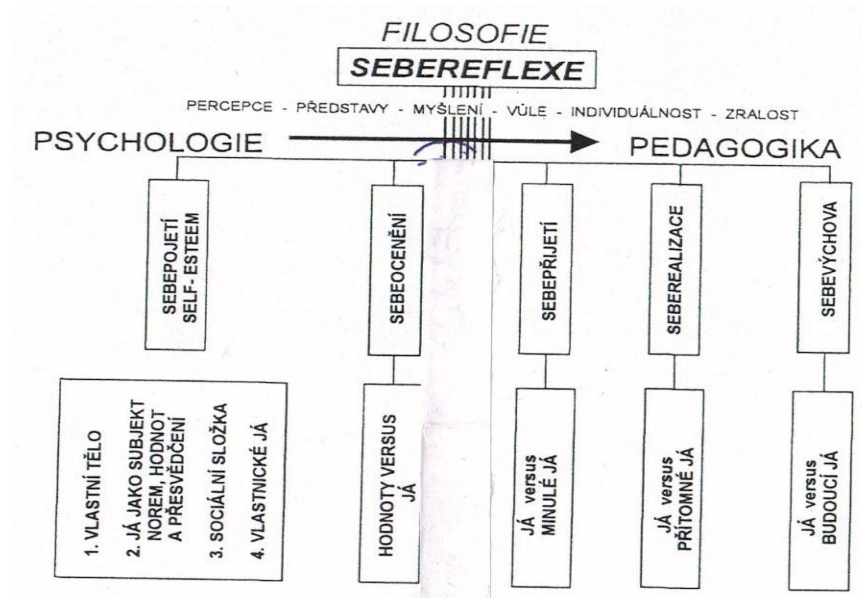 FILOSOFIE
SEBEREFLEXE
PERCEPCE - PŘEDSTAVY - MYŠLENÍ - VŮLE - INDIVIDUÁLNOST - ZRALOST
PSYCHOLOGIE
PEDAGOGIKA
SEBEPOJETÍ
SELF- ESTEEM
SEBEOCENĚNÍ
SEBEPŘIJETÍ
SEBEREALIZACE
SEBEVÝCHOVA
1. VLASTNÍ TĚLO
2. JÁ JAKO SUBJEKT
NOREM, HODNOT
A PŘESVĚDČENÍ
3. SOCIÁLNÍ SLOŽKA
4. VLASTNICKÉ JÁ
HODNOTY VERSUS
JÁ
JÁ versus
MINULÉ JÁ
JÁ versus
PŘÍTOMNÉ JÁ
JÁ versus
BUDOUCÍ JÁ